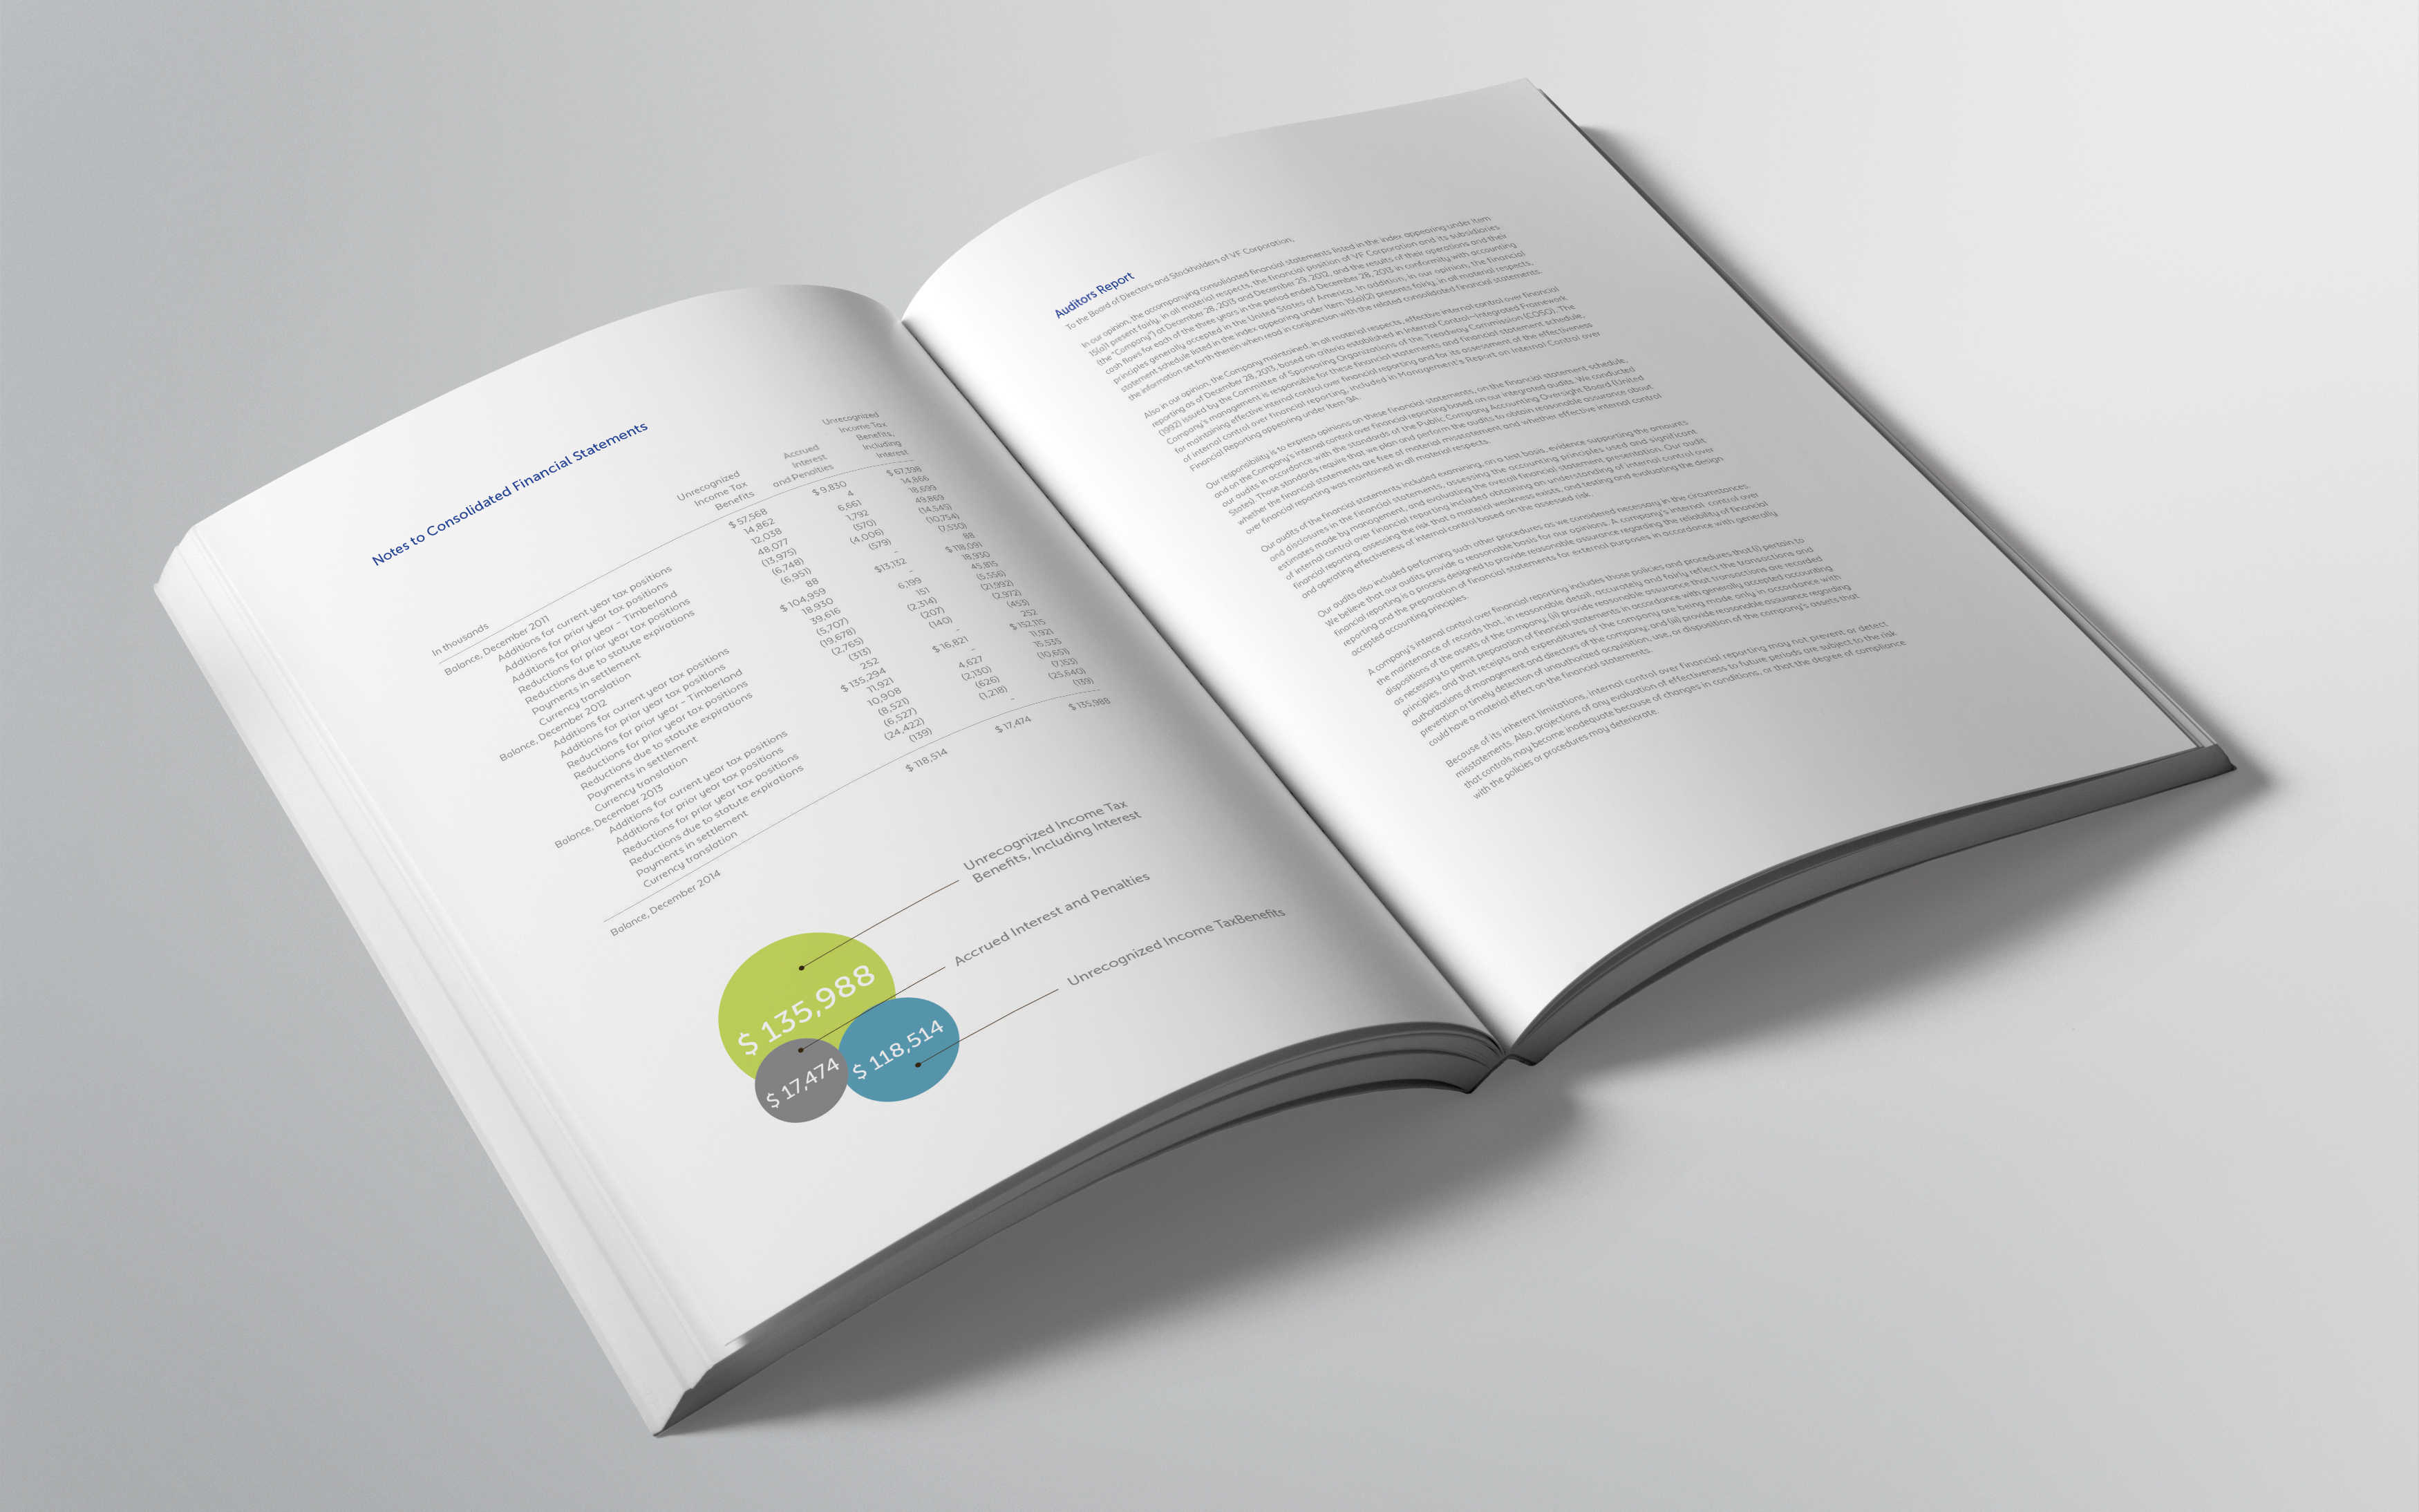 Notes to Consolidated Financial Statements
Unrecognized
Income Tax
Benefits
Accrued
Interest
and Penalties
Unrecognized
Income Tax
Benefits,
Including
Interest
In thousands
Balance, December 2011 $ 57,568 $ 9,830 $ 67,398
Additions for current year tax positions 14,862 4 14,866
Additions for prior year tax positions 12,038 6,661 18,699
Additions for prior year – Timberland 48,077 1,792 49,869
Reductions for prior year tax positions (13,975) (570) (14,545)
Reductions due to statute expirations (6,748) (4,006) (10,754)
Payments in settlement (6,951) (579) (7,530)
Currency translation 88 – 88
Balance, December 2012 $ 104,959 $13,132 $ 118,091
Additions for current year tax positions 18,930 – 18,930
Additions for prior year tax positions 39,616 6,199 45,815
Reductions for prior year – Timberland (5,707) 151 (5,556)
Reductions for prior year tax positions (19,678) (2,314) (21,992)
Reductions due to statute expirations (2,765) (207) (2,972)
Payments in settlement (313) (140) (453)
Currency translation 252 – 252
Balance, December 2013 $ 135,294 $ 16,821 $ 152,115
Additions for current year tax positions 11,921 – 11,921
Additions for prior year tax positions 10,908 4,627 15,535
Reductions for prior year tax positions (8,521) (2,130) (10,651)
Reductions due to statute expirations (6,527) (626) (7,153)
Payments in settlement (24,422) (1,218) (25,640)
Currency translation (139) – (139)
Balance, December 2014 $ 118,514 $ 17,474 $ 135,988
Unrecognized Income Tax
Benefits, Including Interest
Accrued Interest and Penalties
Unrecognized Income TaxBenefits
$ 135,988
$ 17,474
$ 118,514
Auditors Report
To the Board of Directors and Stockholders of VF Corporation,
In our opinion, the accompanying consolidated financial statements listed in the index appearing under Item
15(a)1 present fairly, in all material respects, the financial position of VF Corporation and its subsidiaries
(the "Company") at December 28, 2013 and December 29, 2012, and the results of their operations and their
cash flows for each of the three years in the period ended December 28, 2013 in conformity with accounting
principles generally accepted in the United States of America. In addition, in our opinion, the financial
statement schedule listed in the index appearing under Item 15(a)(2) presents fairly, in all material respects,
the information set forth therein when read in conjunction with the related consolidated financial statements.
Also in our opinion, the Company maintained, in all material respects, effective internal control over financial
reporting as of December 28, 2013, based on criteria established in Internal Control–Integrated Framework
(1992) issued by the Committee of Sponsoring Organizations of the Treadway Commission (COSO). The
Company's management is responsible for these financial statements and financial statement schedule,
for maintaining effective internal control over financial reporting and for its assessment of the effectiveness
of internal control over financial reporting, included in Management's Report on Internal Control over
Financial Reporting appearing under Item 9A.
Our responsibility is to express opinions on these financial statements, on the financial statement schedule,
and on the Company's internal control over financial reporting based on our integrated audits. We conducted
our audits in accordance with the standards of the Public Company Accounting Oversight Board (United
States). Those standards require that we plan and perform the audits to obtain reasonable assurance about
whether the financial statements are free of material misstatement and whether effective internal control
over financial reporting was maintained in all material respects.
Our audits of the financial statements included examining, on a test basis, evidence supporting the amounts
and disclosures in the financial statements, assessing the accounting principles used and significant
estimates made by management, and evaluating the overall financial statement presentation. Our audit
of internal control over financial reporting included obtaining an understanding of internal control over
financial reporting, assessing the risk that a material weakness exists, and testing and evaluating the design
and operating effectiveness of internal control based on the assessed risk.
Our audits also included performing such other procedures as we considered necessary in the circumstances.
We believe that our audits provide a reasonable basis for our opinions. A company's internal control over
financial reporting is a process designed to provide reasonable assurance regarding the reliability of financial
reporting and the preparation of financial statements for external purposes in accordance with generally
accepted accounting principles.
A company's internal control over financial reporting includes those policies and procedures that (i) pertain to
the maintenance of records that, in reasonable detail, accurately and fairly reflect the transactions and
dispositions of the assets of the company; (ii) provide reasonable assurance that transactions are recorded
as necessary to permit preparation of financial statements in accordance with generally accepted accounting
principles, and that receipts and expenditures of the company are being made only in accordance with
authorizations of management and directors of the company; and (iii) provide reasonable assurance regarding
prevention or timely detection of unauthorized acquisition, use, or disposition of the company's assets that
could have a material effect on the financial statements.
Because of its inherent limitations, internal control over financial reporting may not prevent or detect
misstatements. Also, projections of any evaluation of effectiveness to future periods are subject to the risk
that controls may become inadequate because of changes in conditions, or that the degree of compliance
with the policies or procedures may deteriorate.